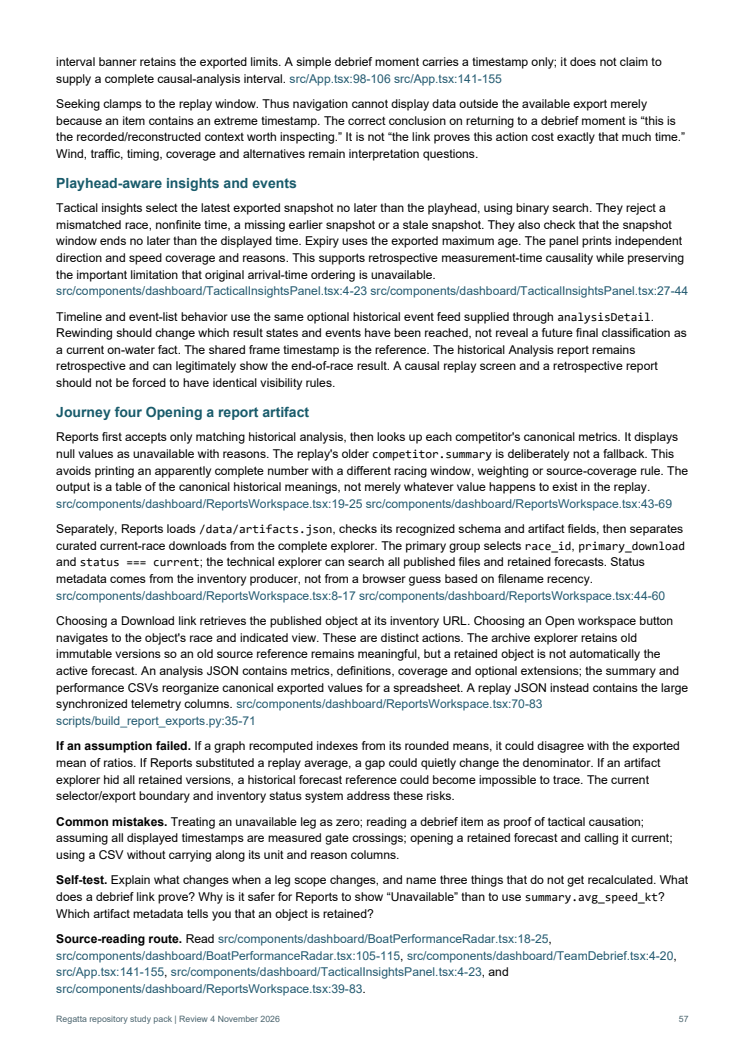 interval banner retains the exported limits. A simple debrief moment carries a timestamp only; it does not claim to
supply a complete causal-analysis interval. src/App.tsx:98-106 src/App.tsx:141-155
Seeking clamps to the replay window. Thus navigation cannot display data outside the available export merely
because an item contains an extreme timestamp. The correct conclusion on returning to a debrief moment is “this is
the recorded/reconstructed context worth inspecting.” It is not “the link proves this action cost exactly that much time.”
Wind, traffic, timing, coverage and alternatives remain interpretation questions.
Playhead-aware insights and events
Tactical insights select the latest exported snapshot no later than the playhead, using binary search. They reject a
mismatched race, nonfinite time, a missing earlier snapshot or a stale snapshot. They also check that the snapshot
window ends no later than the displayed time. Expiry uses the exported maximum age. The panel prints independent
direction and speed coverage and reasons. This supports retrospective measurement-time causality while preserving
the important limitation that original arrival-time ordering is unavailable.
src/components/dashboard/TacticalInsightsPanel.tsx:4-23 src/components/dashboard/TacticalInsightsPanel.tsx:27-44
Timeline and event-list behavior use the same optional historical event feed supplied through analysisDetail.
Rewinding should change which result states and events have been reached, not reveal a future final classification as
a current on-water fact. The shared frame timestamp is the reference. The historical Analysis report remains
retrospective and can legitimately show the end-of-race result. A causal replay screen and a retrospective report
should not be forced to have identical visibility rules.
Journey four Opening a report artifact
Reports first accepts only matching historical analysis, then looks up each competitor's canonical metrics. It displays
null values as unavailable with reasons. The replay's older competitor.summary is deliberately not a fallback. This
avoids printing an apparently complete number with a different racing window, weighting or source-coverage rule. The
output is a table of the canonical historical meanings, not merely whatever value happens to exist in the replay.
src/components/dashboard/ReportsWorkspace.tsx:19-25 src/components/dashboard/ReportsWorkspace.tsx:43-69
Separately, Reports loads /data/artifacts.json, checks its recognized schema and artifact fields, then separates
curated current-race downloads from the complete explorer. The primary group selects race_id, primary_download
and status === current; the technical explorer can search all published files and retained forecasts. Status
metadata comes from the inventory producer, not from a browser guess based on filename recency.
src/components/dashboard/ReportsWorkspace.tsx:8-17 src/components/dashboard/ReportsWorkspace.tsx:44-60
Choosing a Download link retrieves the published object at its inventory URL. Choosing an Open workspace button
navigates to the object's race and indicated view. These are distinct actions. The archive explorer retains old
immutable versions so an old source reference remains meaningful, but a retained object is not automatically the
active forecast. An analysis JSON contains metrics, definitions, coverage and optional extensions; the summary and
performance CSVs reorganize canonical exported values for a spreadsheet. A replay JSON instead contains the large
synchronized telemetry columns. src/components/dashboard/ReportsWorkspace.tsx:70-83
scripts/build_report_exports.py:35-71
If an assumption failed. If a graph recomputed indexes from its rounded means, it could disagree with the exported
mean of ratios. If Reports substituted a replay average, a gap could quietly change the denominator. If an artifact
explorer hid all retained versions, a historical forecast reference could become impossible to trace. The current
selector/export boundary and inventory status system address these risks.
Common mistakes. Treating an unavailable leg as zero; reading a debrief item as proof of tactical causation;
assuming all displayed timestamps are measured gate crossings; opening a retained forecast and calling it current;
using a CSV without carrying along its unit and reason columns.
Self-test. Explain what changes when a leg scope changes, and name three things that do not get recalculated. What
does a debrief link prove? Why is it safer for Reports to show “Unavailable” than to use summary.avg_speed_kt?
Which artifact metadata tells you that an object is retained?
Source-reading route. Read src/components/dashboard/BoatPerformanceRadar.tsx:18-25,
src/components/dashboard/BoatPerformanceRadar.tsx:105-115, src/components/dashboard/TeamDebrief.tsx:4-20,
src/App.tsx:141-155, src/components/dashboard/TacticalInsightsPanel.tsx:4-23, and
src/components/dashboard/ReportsWorkspace.tsx:39-83.
Regatta repository study pack | Review 4 November 2026
57